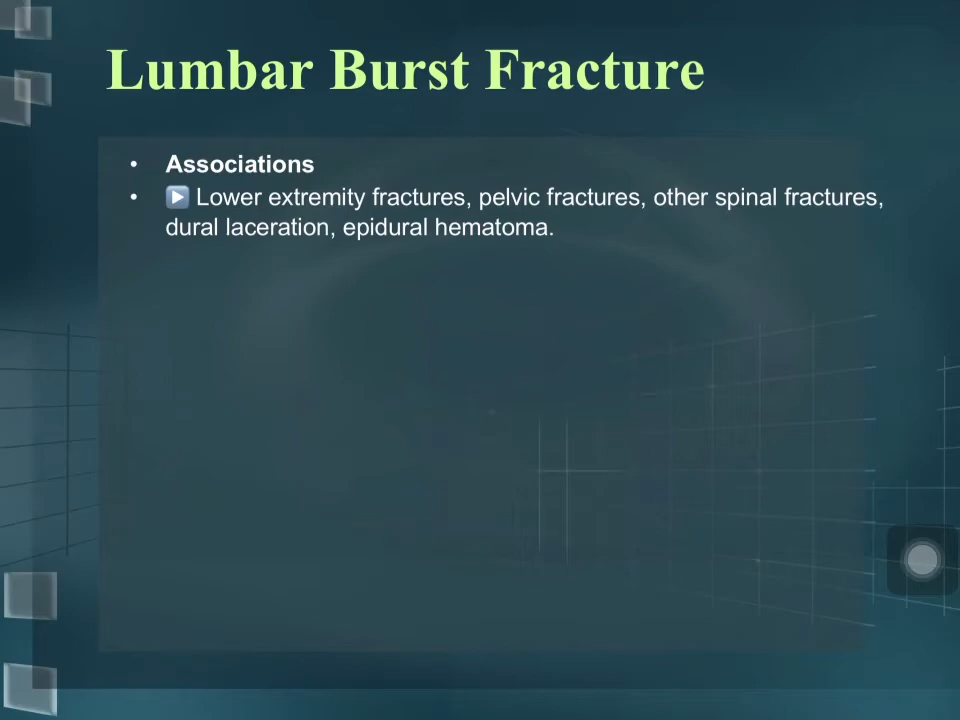 Lumbar Burst Fracture
• Associations
• ▶ Lower extremity fractures, pelvic fractures, other spinal fractures,
dural laceration, epidural hematoma.